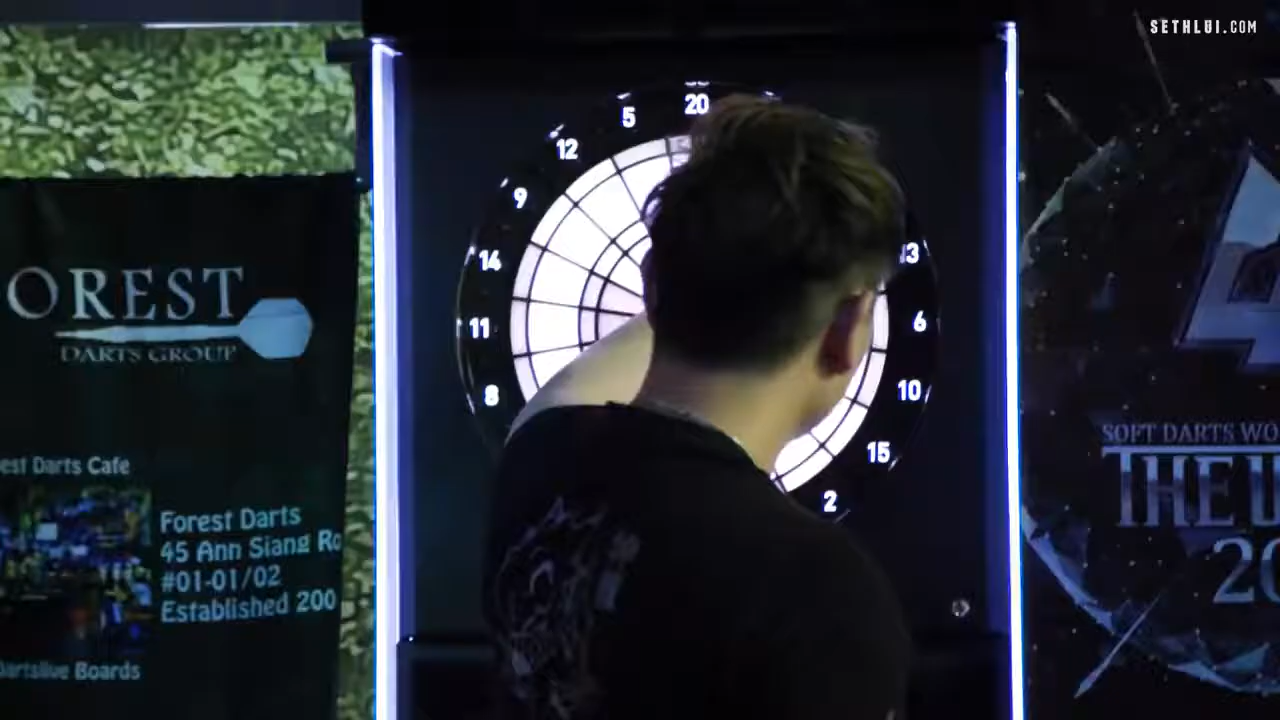 SETHLUI.COM
OREST
DARTS GROUP
est Darts Cafe
Forest Darts
45 Ann Siang Ro
#01-01/02
Established 200
Dartslive Boards
20
5
12
9
14
11
8
13
6
10
15
2
4
SOFT DARTS WO
THE
20